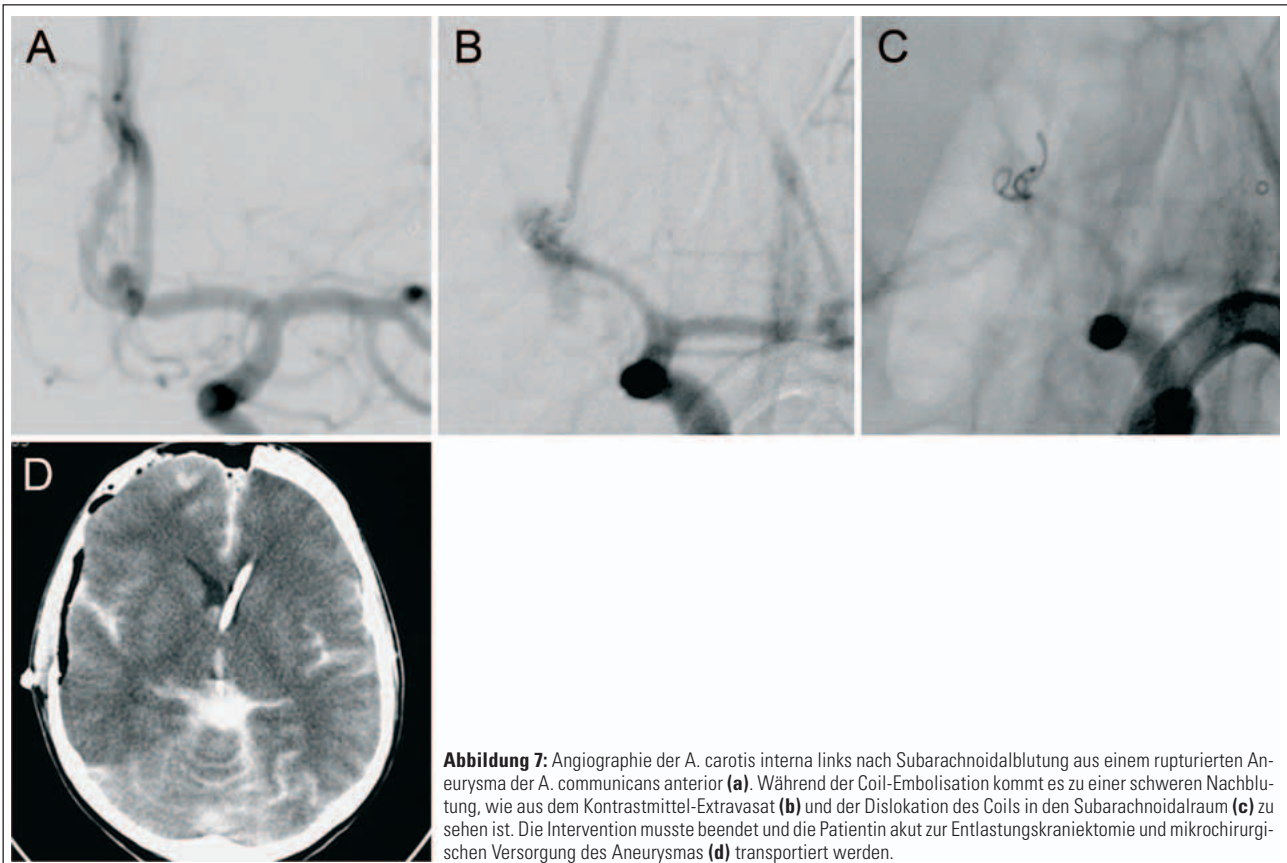 A
B
C
D
Abbildung 7: Angiographie der A. carotis interna links nach Subarachnoidalblutung aus einem rupturierten An-
eurysma der A. communicans anterior (a). Während der Coil-Embolisation kommt es zu einer schweren Nachblu-
tung, wie aus dem Kontrastmittel-Extravasat (b) und der Dislokation des Coils in den Subarachnoidalraum (c) zu
sehen ist. Die Intervention musste beendet und die Patientin akut zur Entlastungskraniektomie und mikrochirurgi-
schen Versorgung des Aneurysmas (d) transportiert werden.